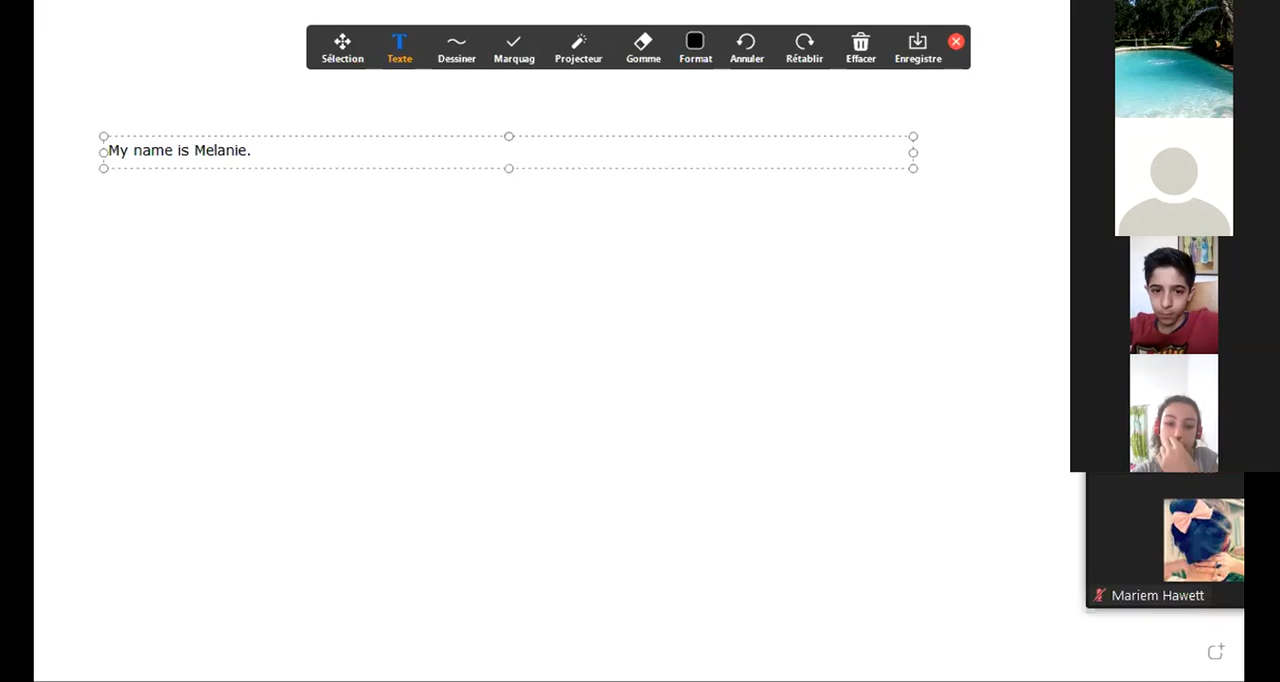 Sélection
Texte
Dessiner
Marquag
Projecteur
Gomme
Format
Annuler
Rétablir
Effacer
Enregistre
My name is Melanie.
Mariem Hawett